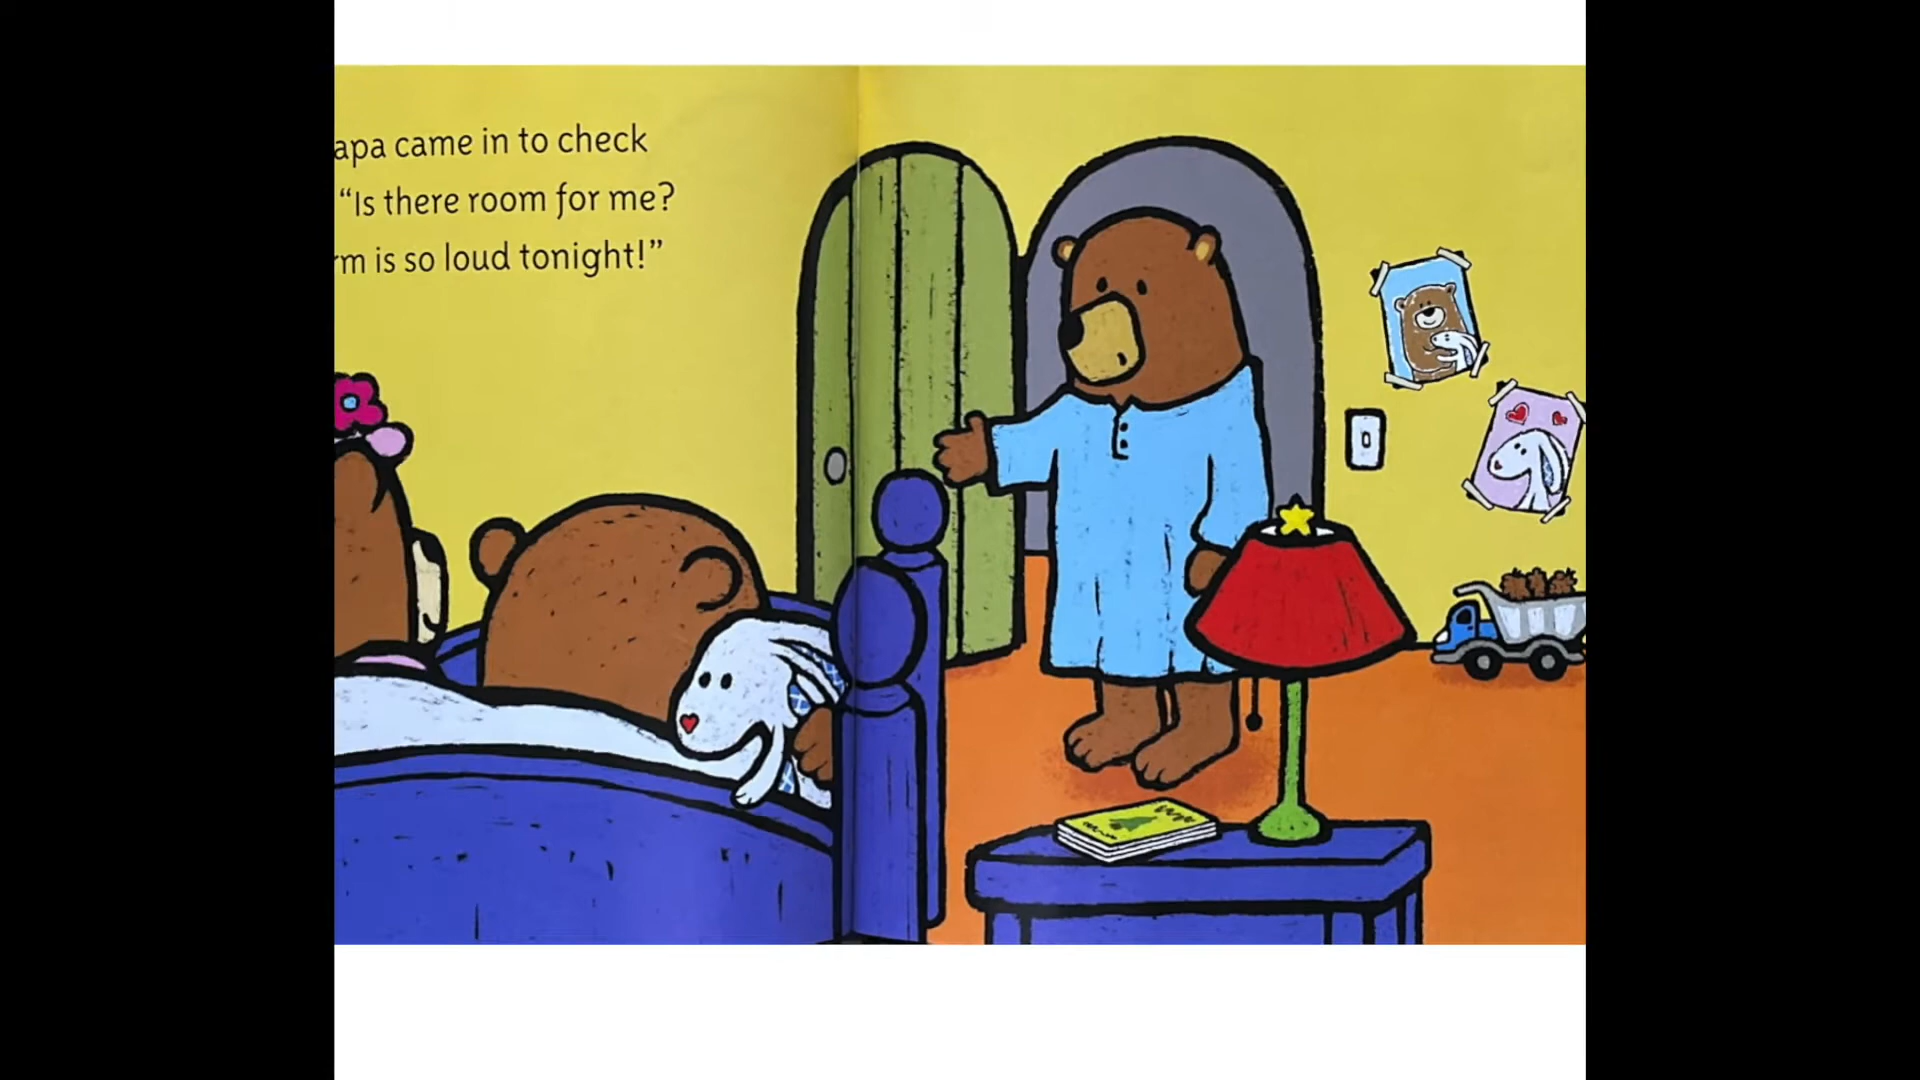 apa came in to check
“Is there room for me?
rm is so loud tonight!”